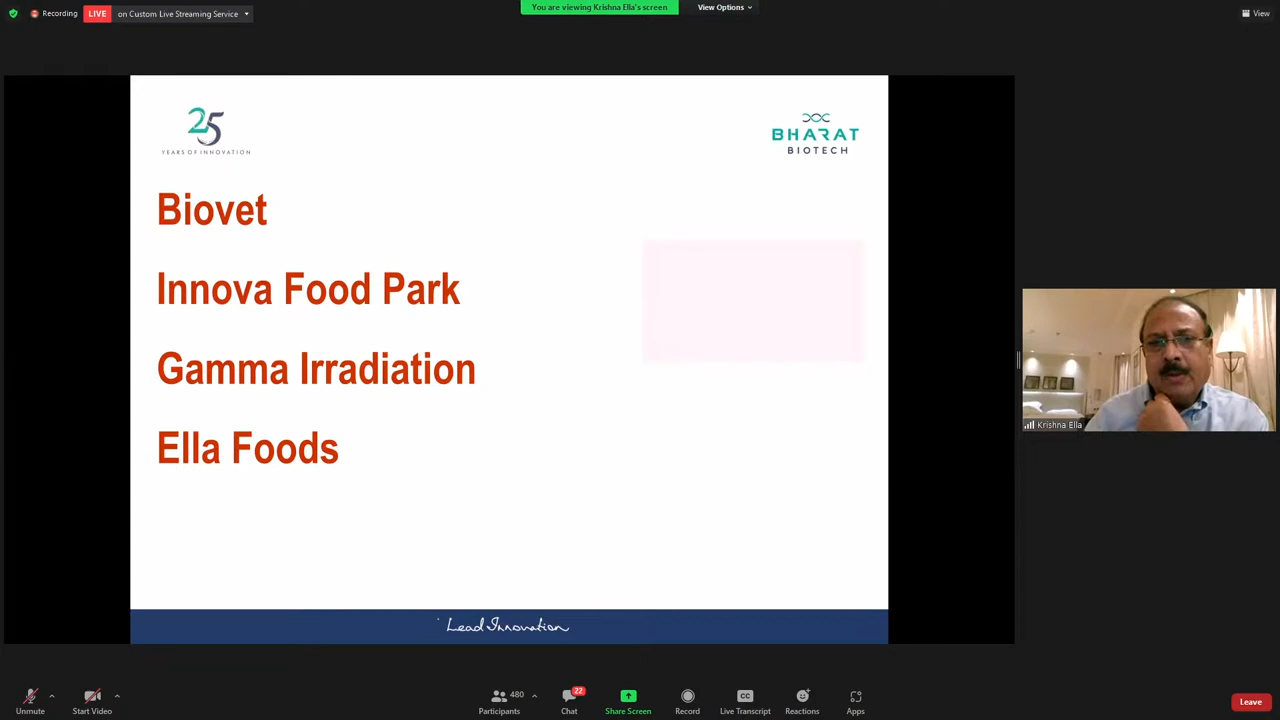 Recording
LIVE
on Custom Live Streaming Service
You are viewing Krishna Ella's screen
View Options
View
25
YEARS OF INNOVATION
BHARAT
BIOTECH
Biovet
Innova Food Park
Gamma Irradiation
Ella Foods
Lead Innovation
Krishna Ella
Unmute
Start Video
480
Participants
22
Chat
Share Screen
Record
CC
Live Transcript
Reactions
Apps
Leave